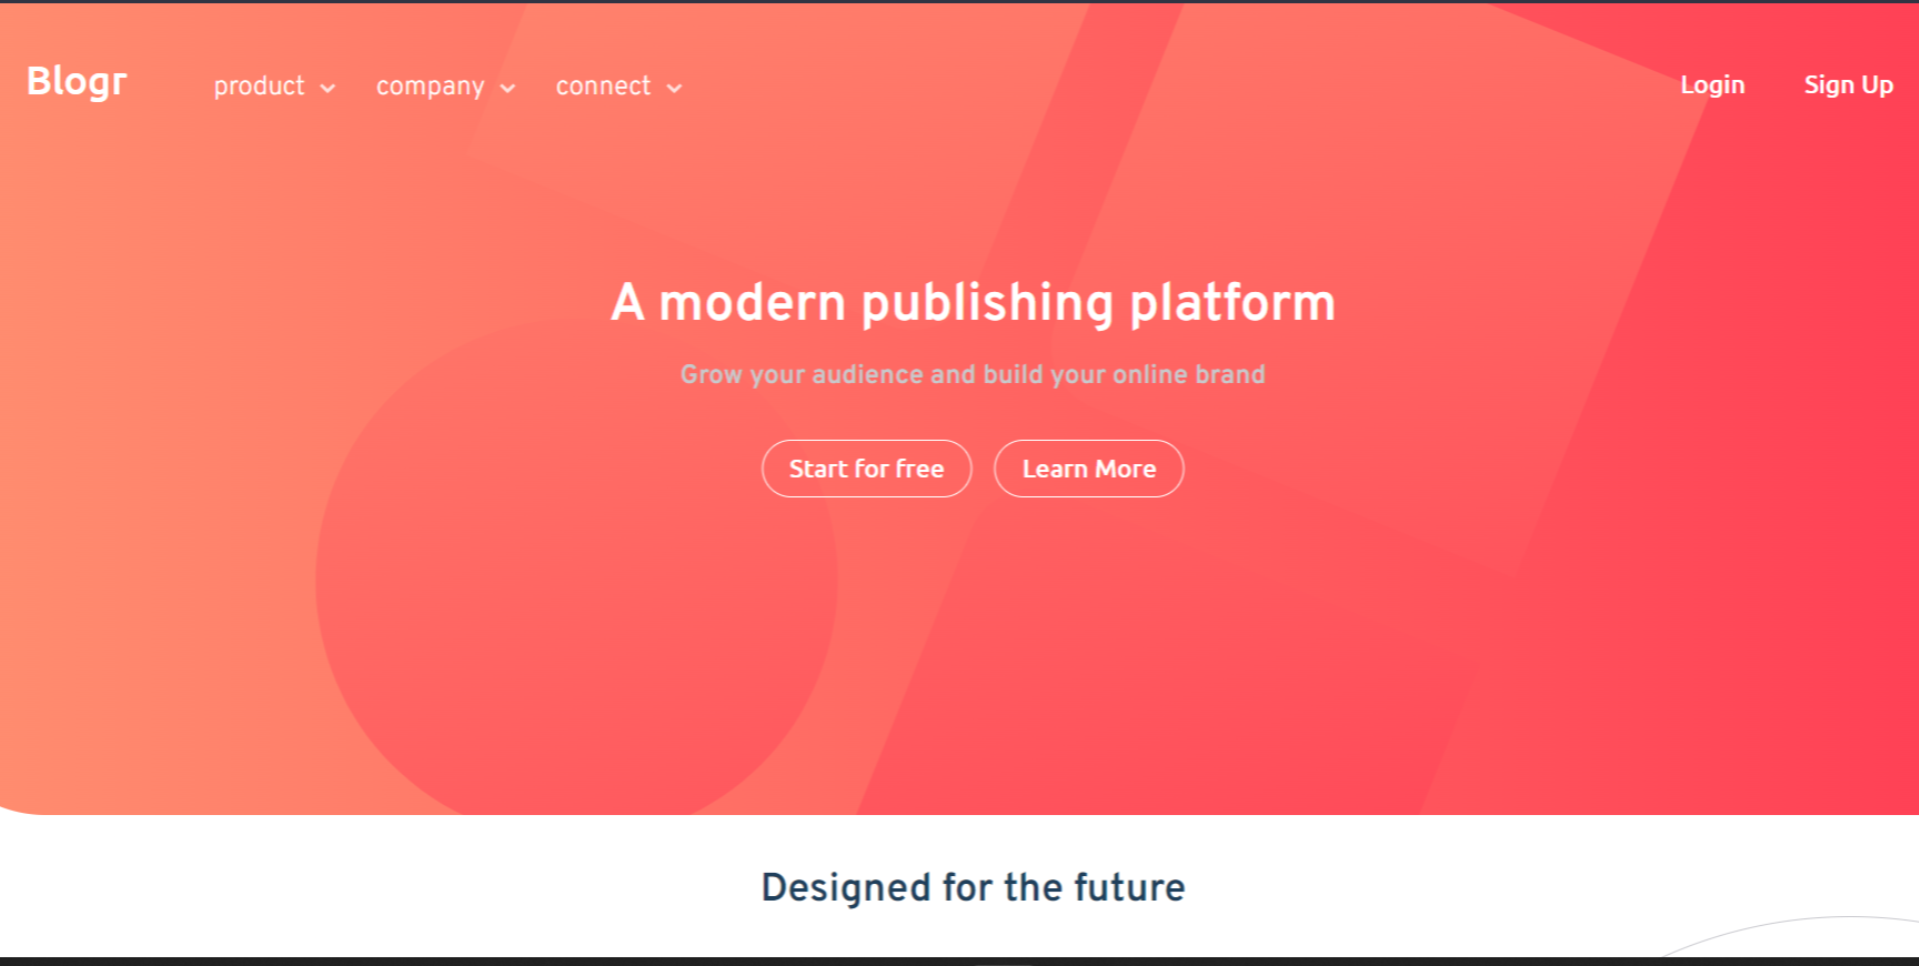 Blogr product company connect Login Sign Up
A modern publishing platform
Grow your audience and build your online brand
Start for free Learn More
Designed for the future